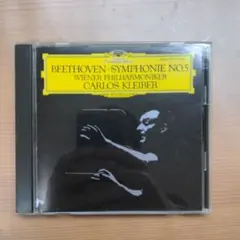 BEETHOVEN · SYMPHONIE NO.5
WIENER PHILHARMONIKER
CARLOS KLEIBER